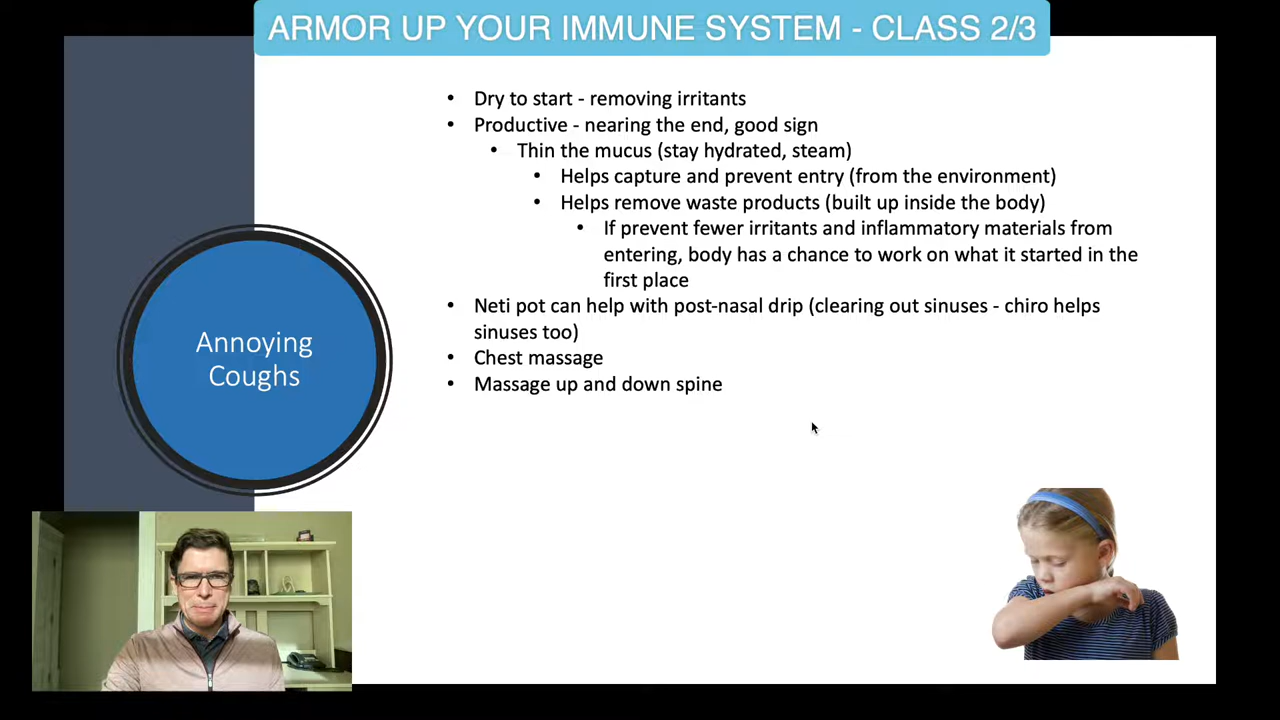 ARMOR UP YOUR IMMUNE SYSTEM - CLASS 2/3
• Dry to start - removing irritants
• Productive - nearing the end, good sign
• Thin the mucus (stay hydrated, steam)
• Helps capture and prevent entry (from the environment)
• Helps remove waste products (built up inside the body)
• If prevent fewer irritants and inflammatory materials from
entering, body has a chance to work on what it started in the
first place
• Neti pot can help with post-nasal drip (clearing out sinuses - chiro helps
sinuses too)
• Chest massage
• Massage up and down spine
Annoying
Coughs